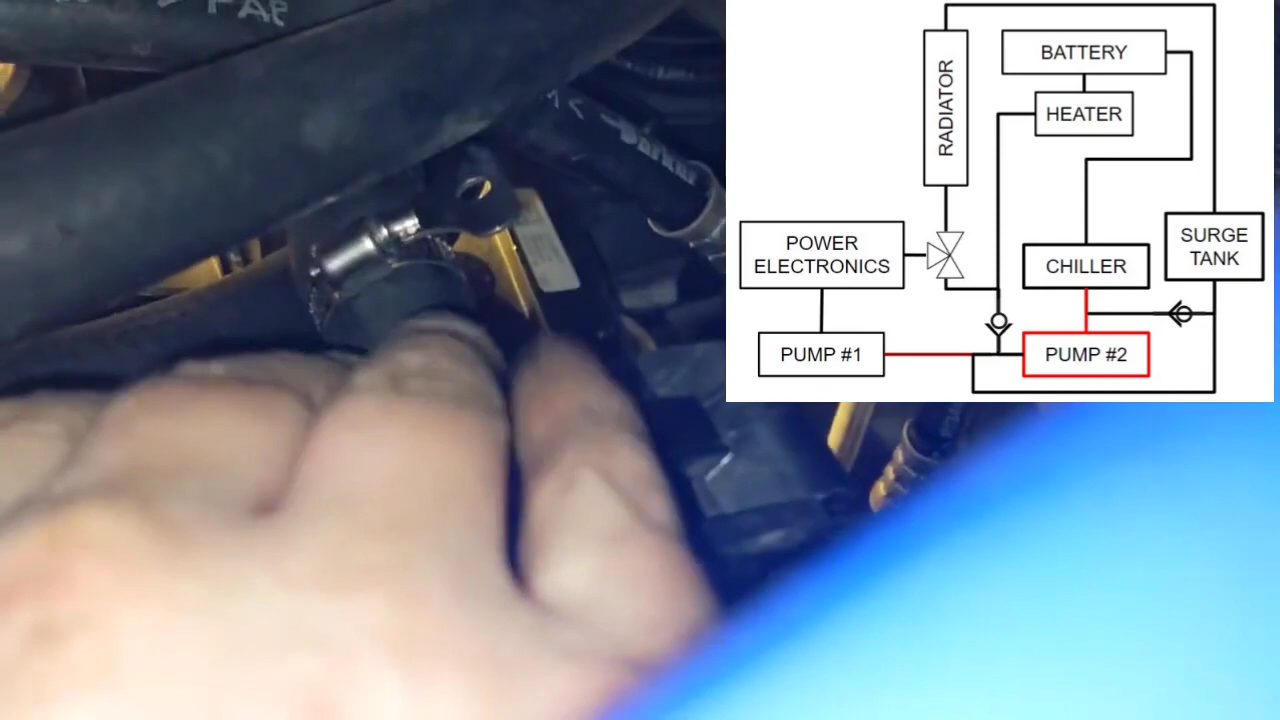 RADIATOR
BATTERY
HEATER
POWER
ELECTRONICS
CHILLER
SURGE
TANK
PUMP #1
PUMP #2